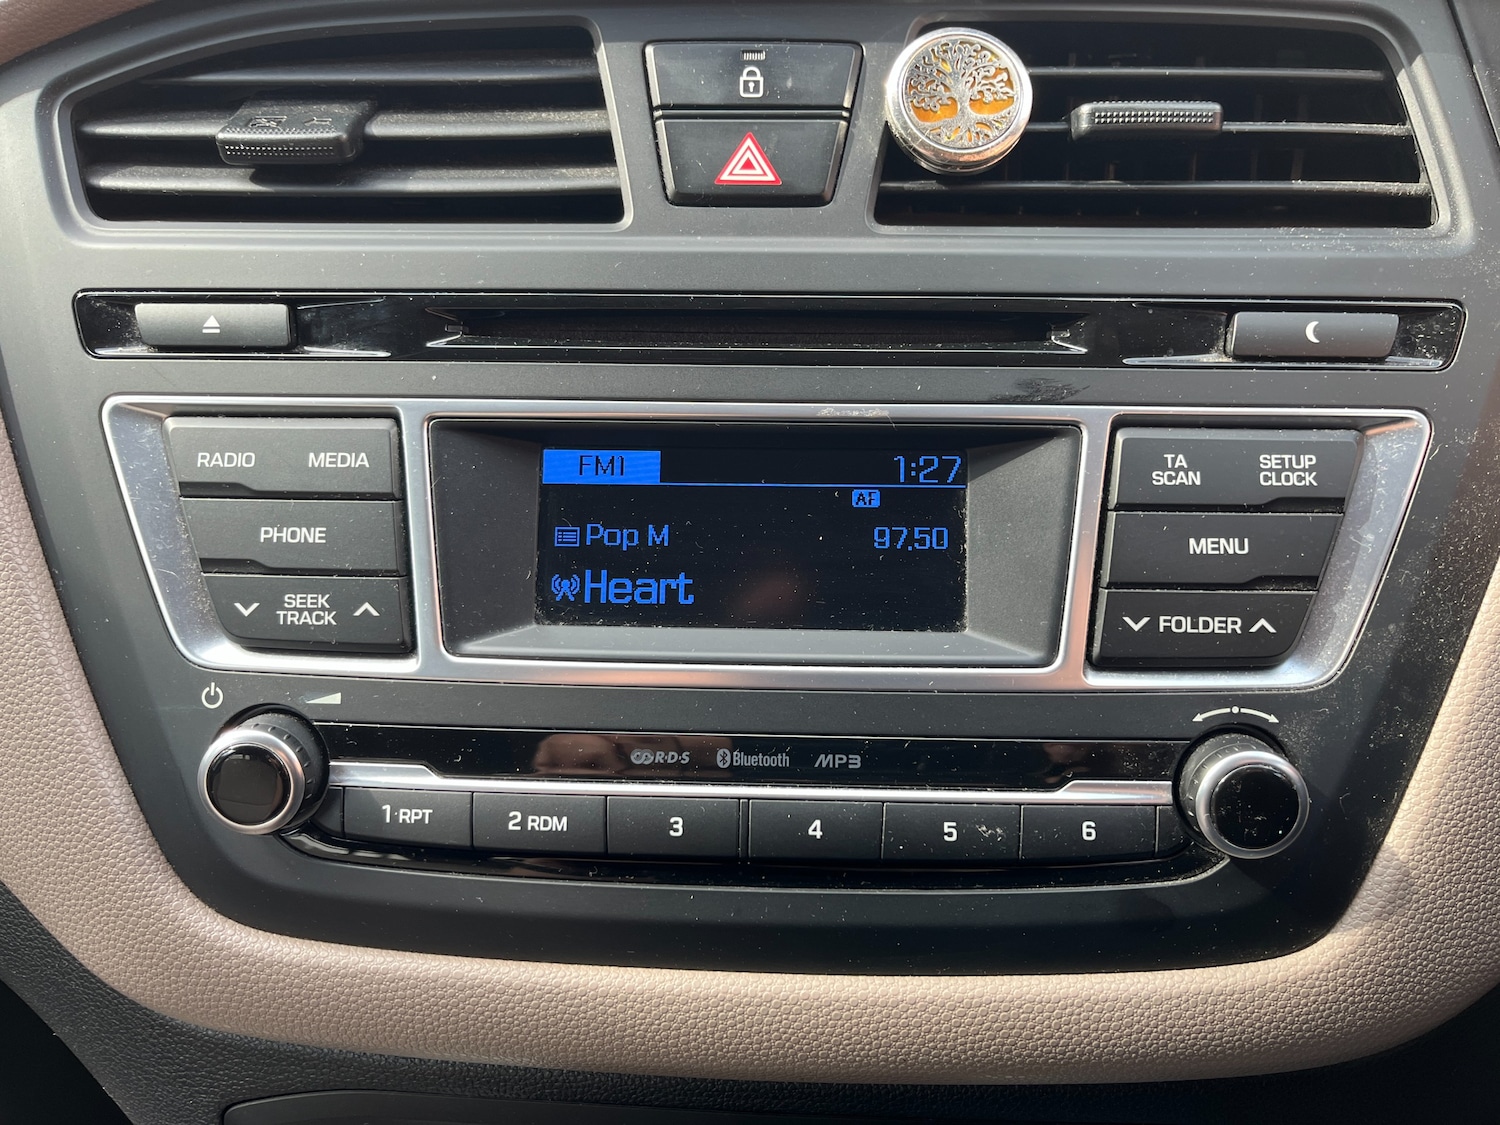 RADIO MEDIA
PHONE
SEEK
TRACK
FM1 1:27
AF
Pop M 97.50
Heart
TA
SCAN
SETUP
CLOCK
MENU
FOLDER
R·D·S Bluetooth MP3
1·RPT 2 RDM 3 4 5 6